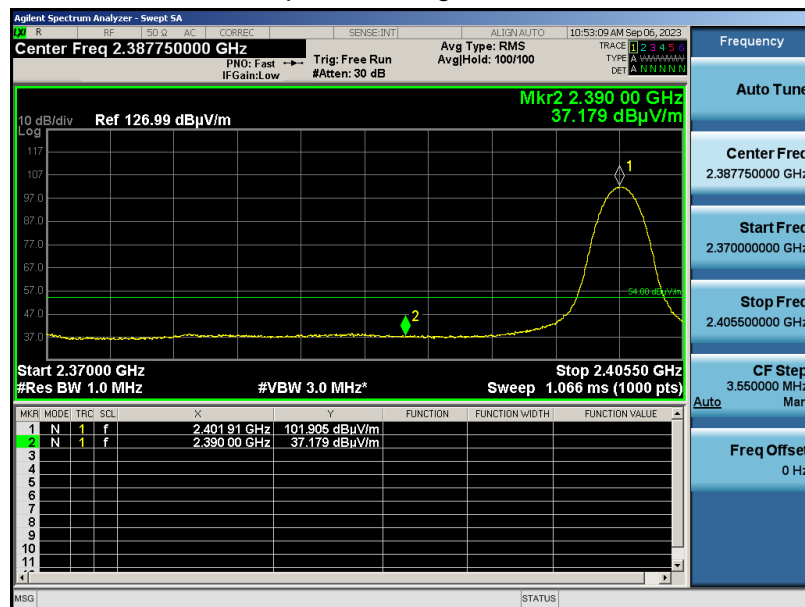 Agilent Spectrum Analyzer - Swept SA
LXI R RF 50 Ω AC CORREC SENSE:INT ALIGN AUTO 10:53:09 AM Sep 06, 2023
Center Freq 2.387750000 GHz
PNO: Fast
IFGain:Low
Trig: Free Run
#Atten: 30 dB
Avg Type: RMS
Avg|Hold: 100/100
TRACE 1 2 3 4 5 6
TYPE A WWWWW
DET A N N N N N
Mkr2 2.390 00 GHz
37.179 dBµV/m
10 dB/div Ref 126.99 dBµV/m
Log
117
107
97.0
87.0
77.0
67.0
57.0
47.0
37.0
1
2
54.00 dBµV/m
Start 2.37000 GHz Stop 2.40550 GHz
#Res BW 1.0 MHz #VBW 3.0 MHz* Sweep 1.066 ms (1000 pts)
MKR MODE TRC SCL X Y FUNCTION FUNCTION WIDTH FUNCTION VALUE
1 N 1 f 2.401 91 GHz 101.905 dBµV/m
2 N 1 f 2.390 00 GHz 37.179 dBµV/m
3
4
5
6
7
8
9
10
11
MSG STATUS
Frequency
Auto Tune
Center Freq
2.387750000 GHz
Start Freq
2.370000000 GHz
Stop Freq
2.405500000 GHz
CF Step
3.550000 MHz
Auto Man
Freq Offset
0 Hz